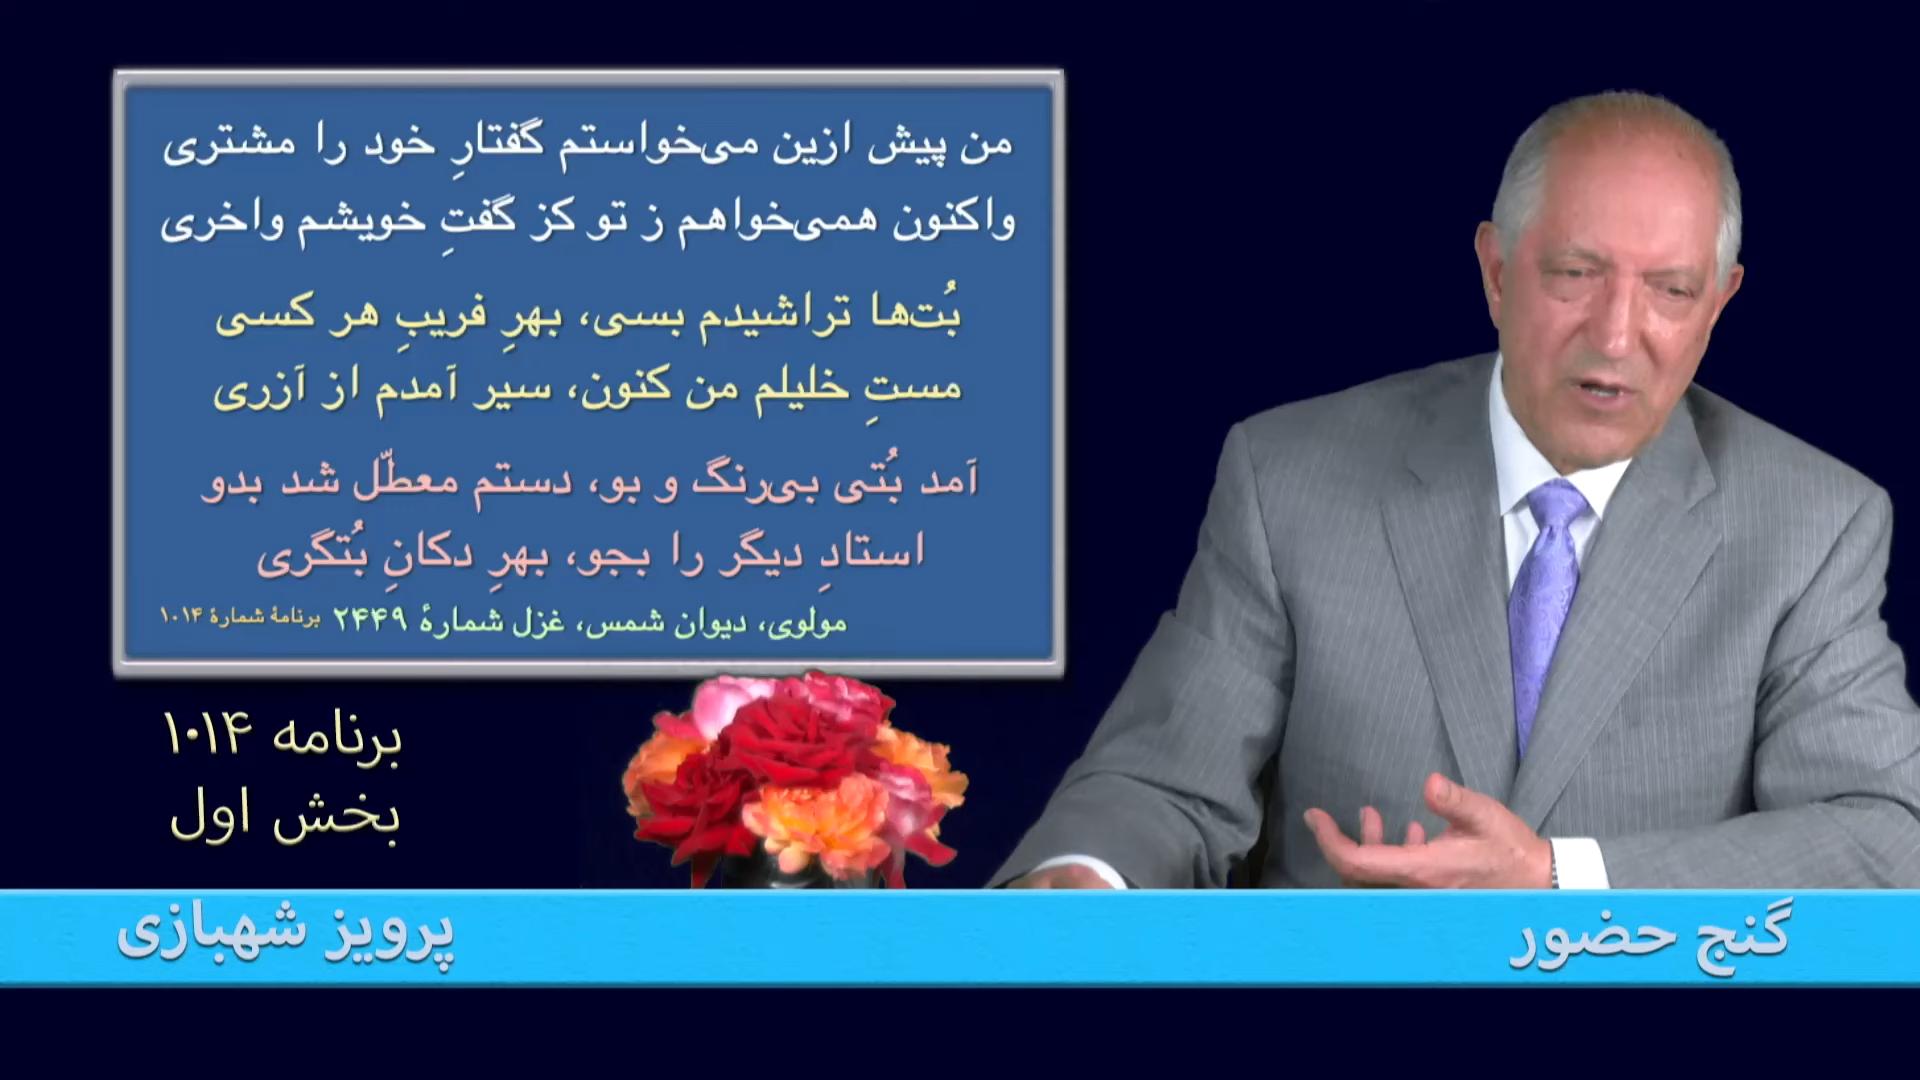 من پیش ازین می‌خواستم گفتارِ خود را مشتری
واکنون همی‌خواهم ز تو کز گفتِ خویشم واخری
بُت‌ها تراشیدم بسی، بهرِ فریبِ هر کسی
مستِ خلیلم من کنون، سیر آمدم از آزری
آمد بُتی بی‌رنگ و بو، دستم معطّل شد بدو
استادِ دیگر را بجو، بهرِ دکانِ بُتگری
مولوی، دیوان شمس، غزل شمارهٔ ۲۴۴۹ برنامهٔ شمارهٔ ۱۰۱۴
برنامه ۱۰۱۴
بخش اول
گنج حضور
پرویز شهبازی